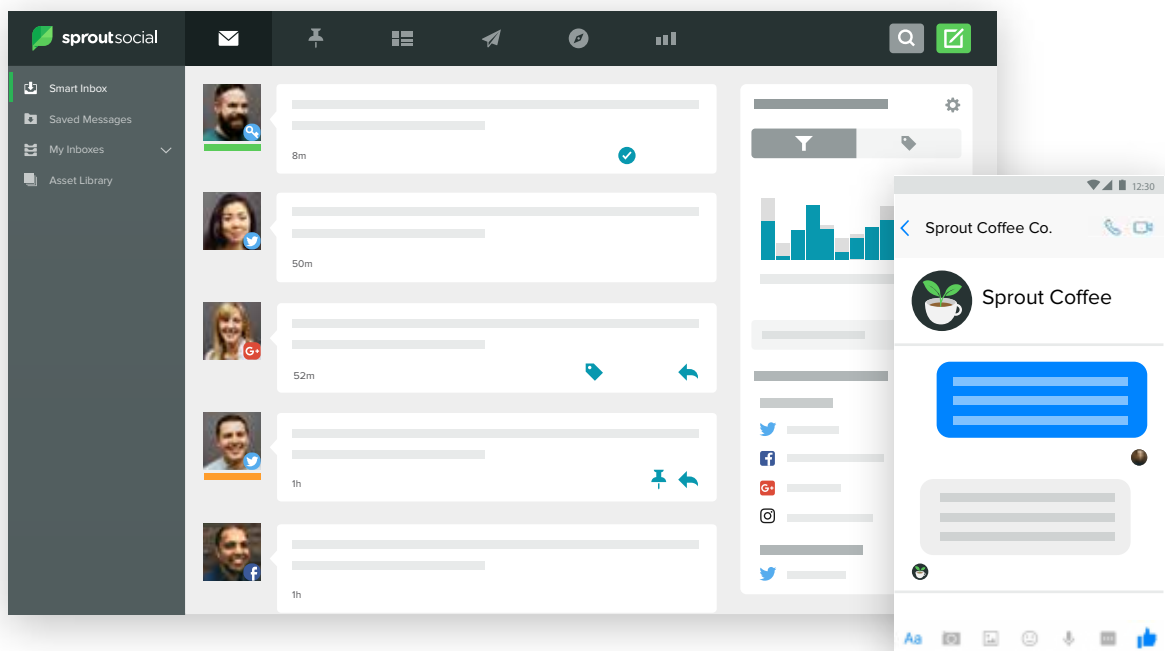 sproutsocial
Smart Inbox
Saved Messages
My Inboxes
Asset Library
8m
50m
G+
52m
1h
1h
G+
12:30
Sprout Coffee Co.
Sprout Coffee
Aa